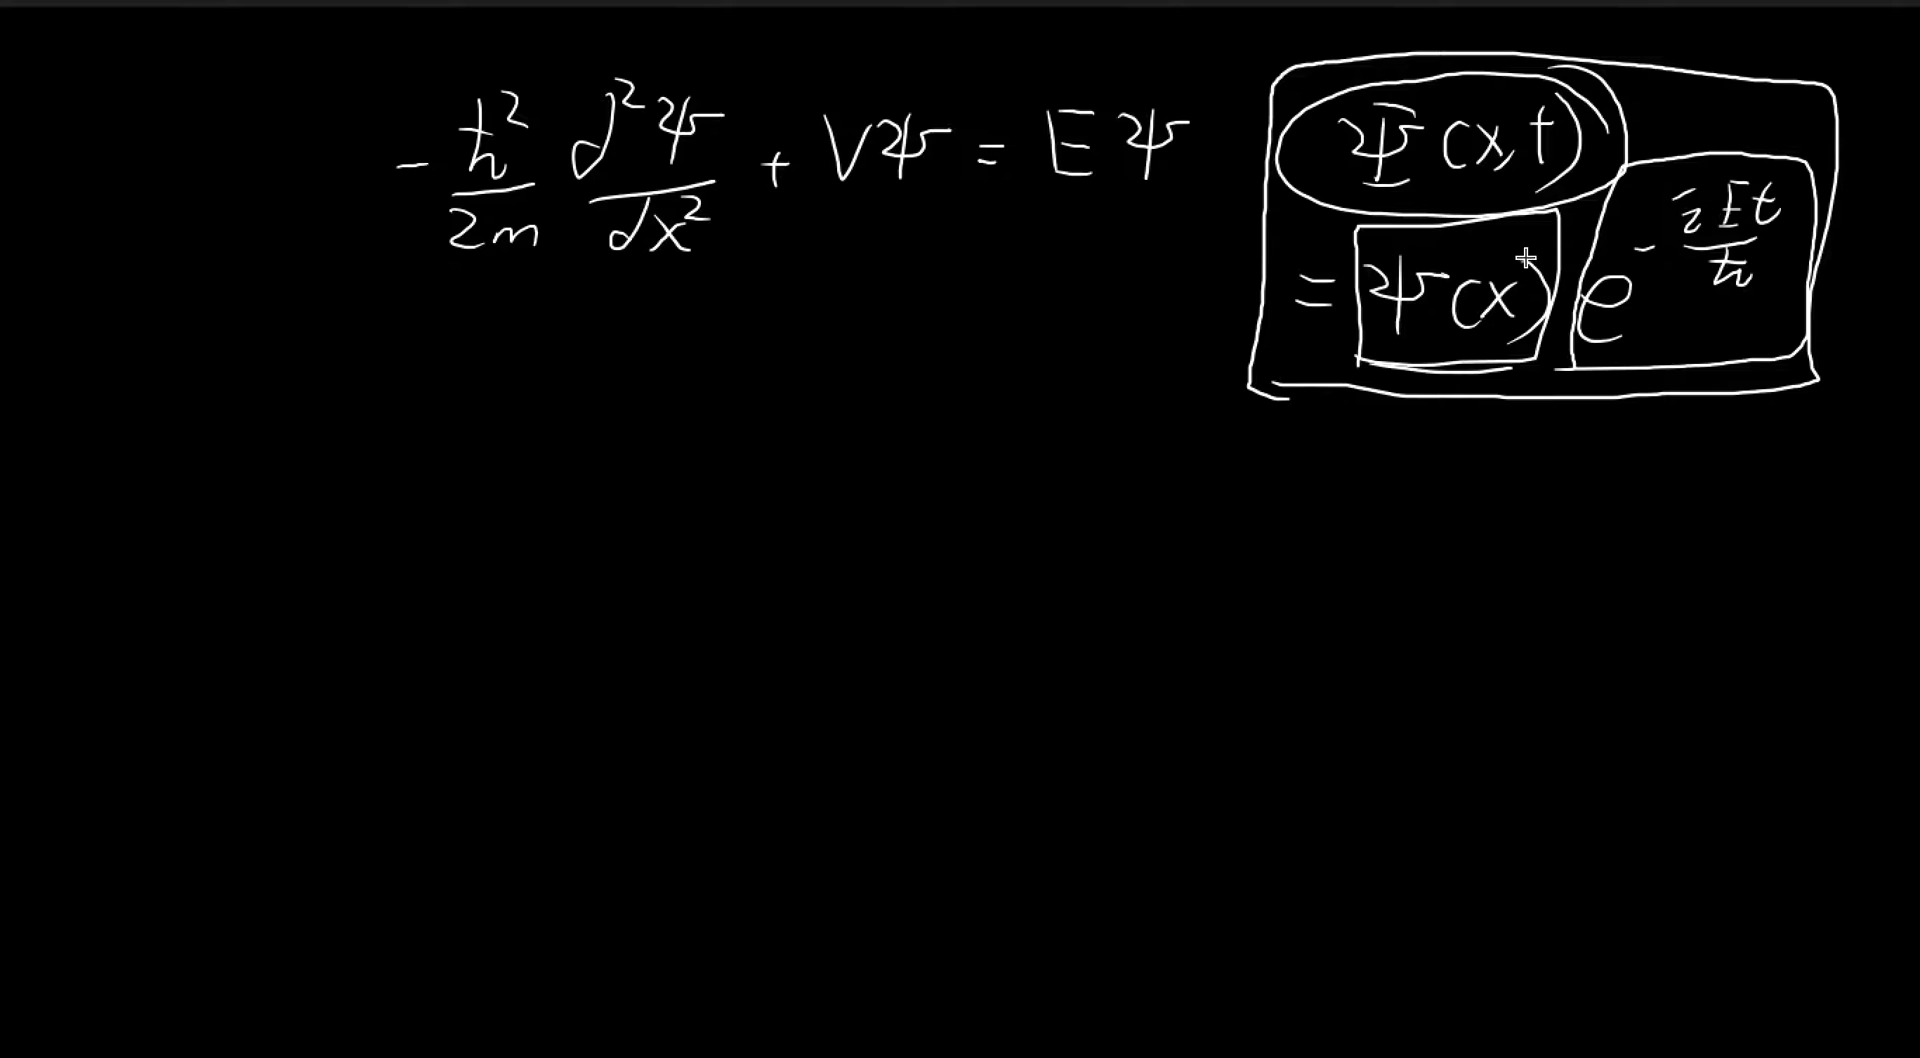 -ħ²/2m d²ψ/dx² + Vψ = Eψ
Ψ(x,t)
= ψ(x) e^(-iEt/ħ)